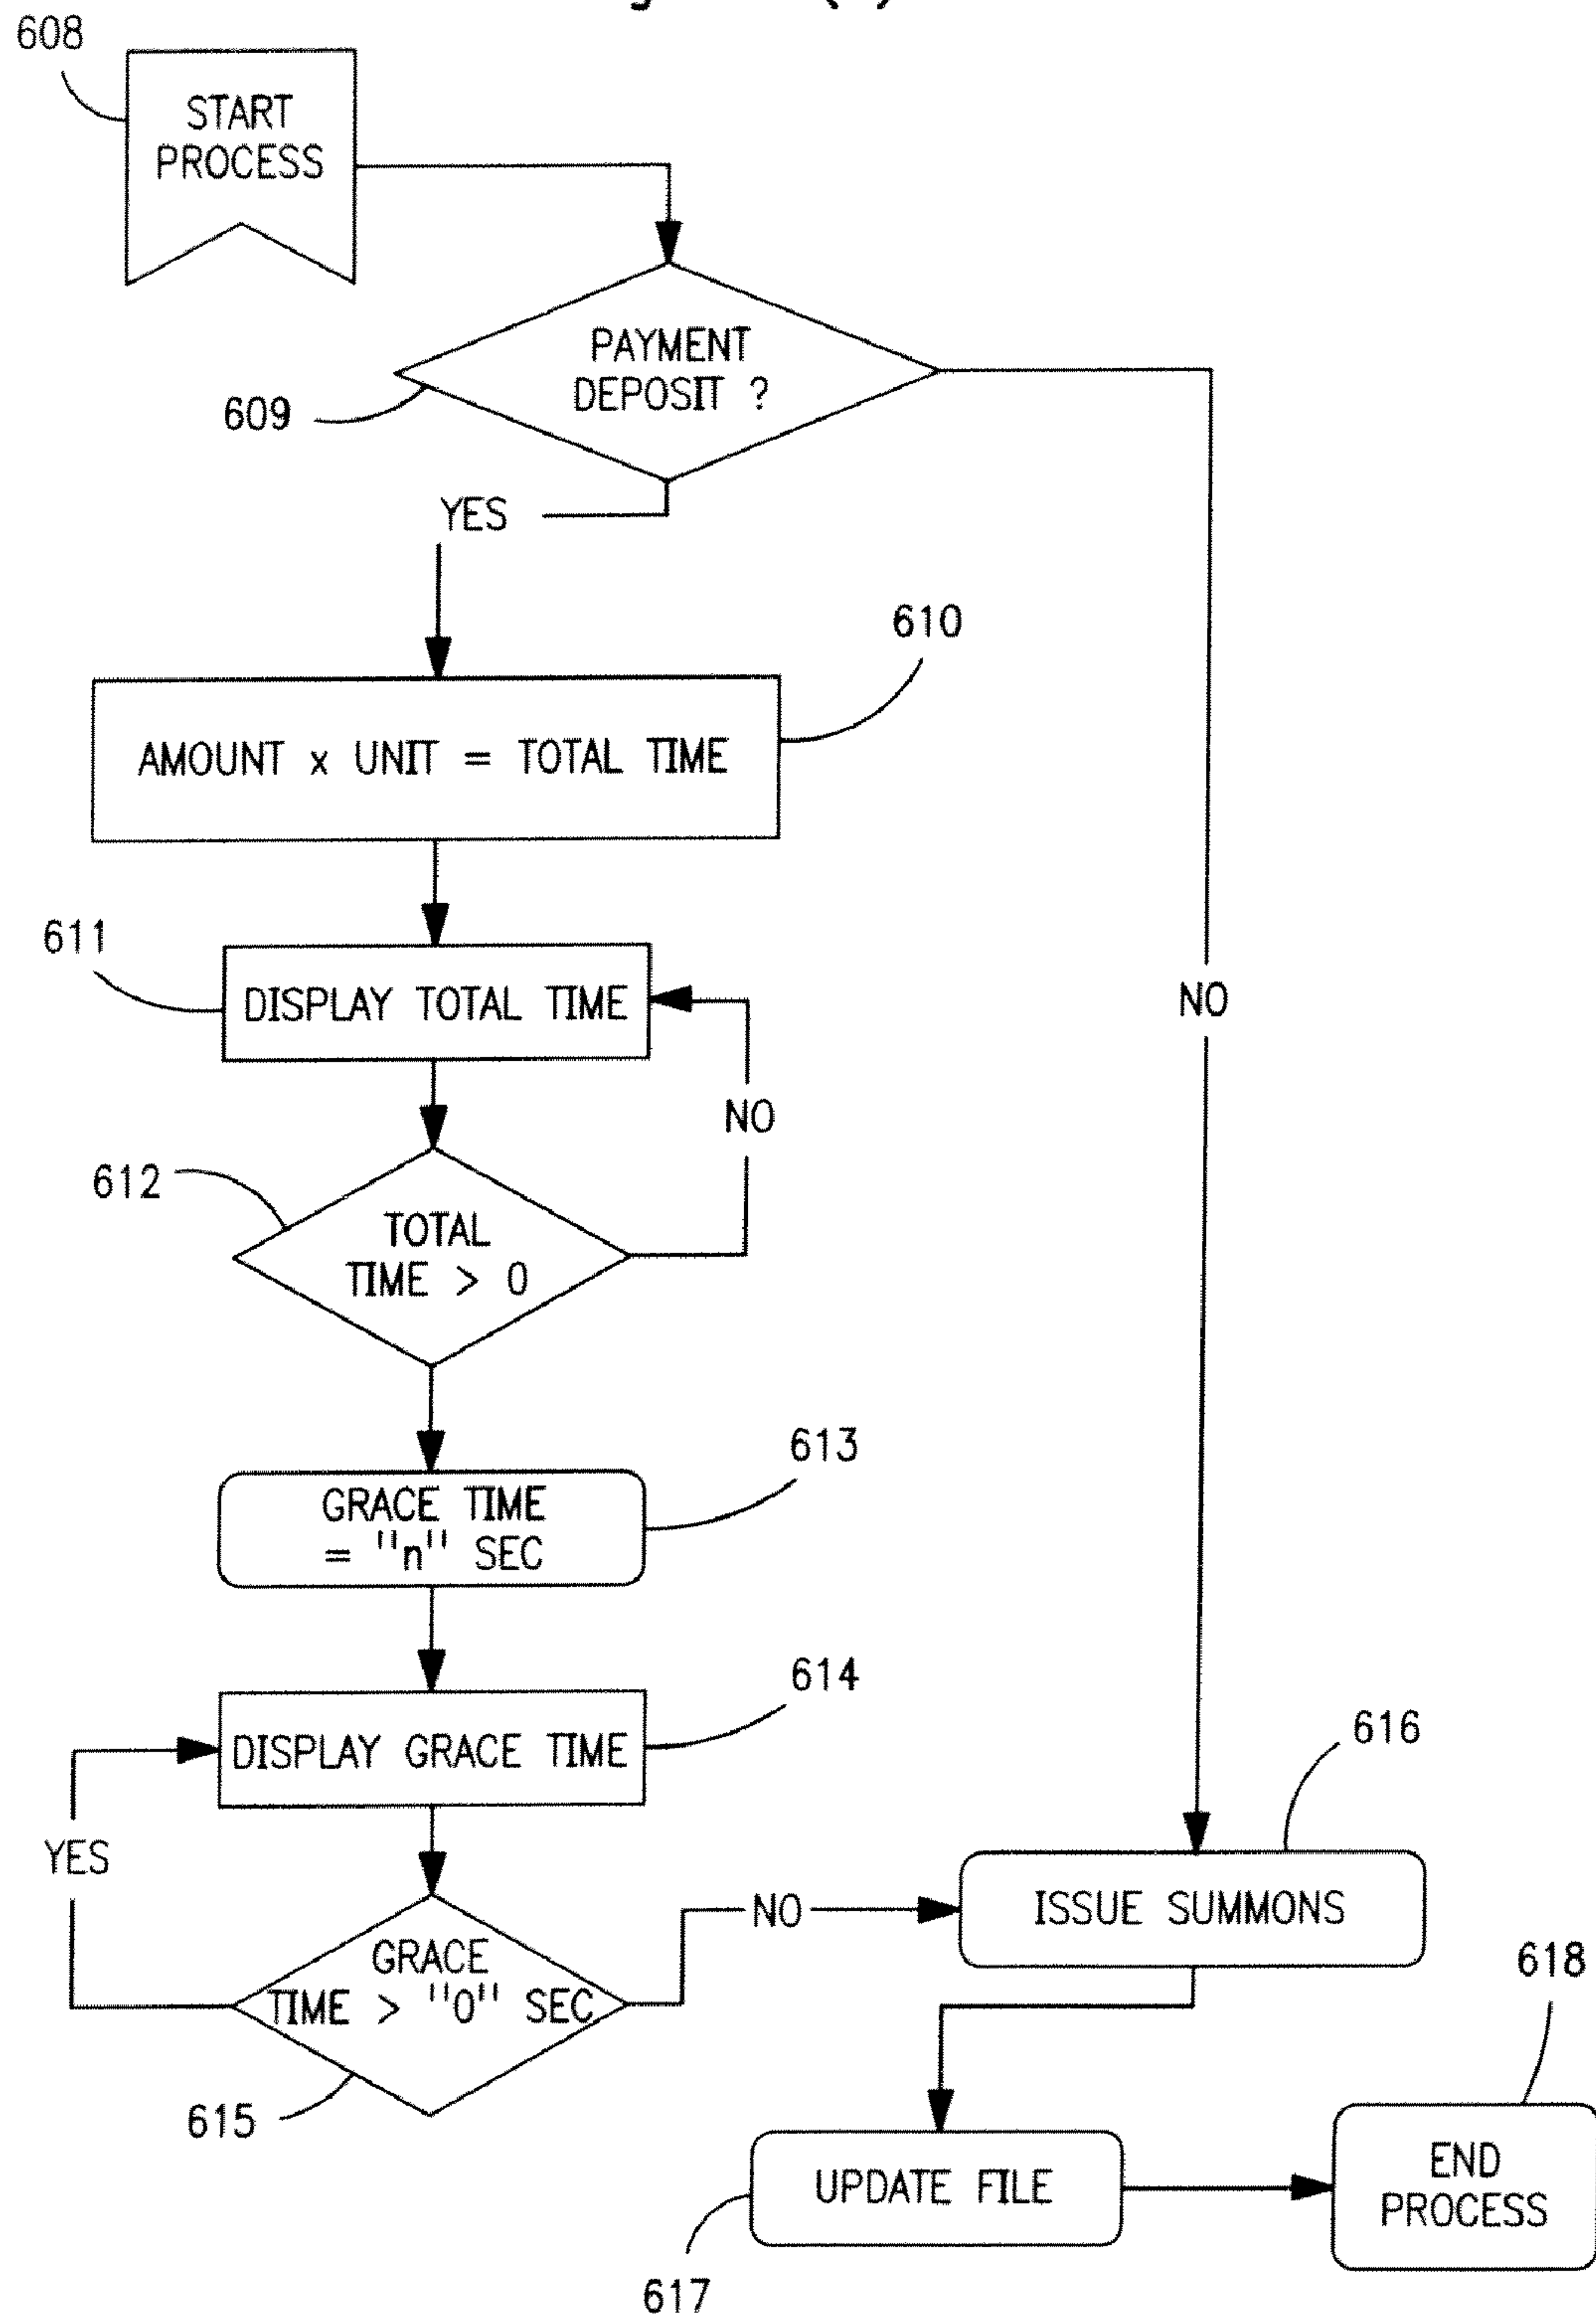 608
START
PROCESS
PAYMENT
DEPOSIT ?
609
YES
610
AMOUNT x UNIT = TOTAL TIME
611
DISPLAY TOTAL TIME
NO
NO
612
TOTAL
TIME > 0
613
GRACE TIME
= "n" SEC
614
DISPLAY GRACE TIME
616
YES
ISSUE SUMMONS
NO
GRACE
TIME > "0" SEC
618
615
END
PROCESS
UPDATE FILE
617